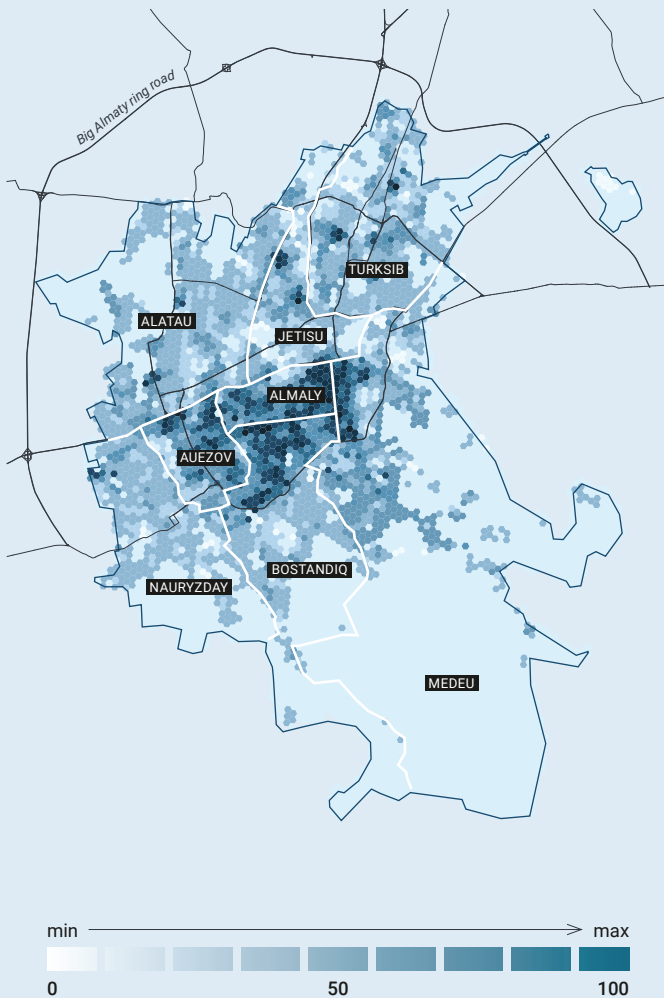 Big Almaty ring road
TURKSIB
ALATAU
JETISU
ALMALY
AUEZOV
BOSTANDIQ
NAURYZDAY
MEDEU
min
max
0
50
100